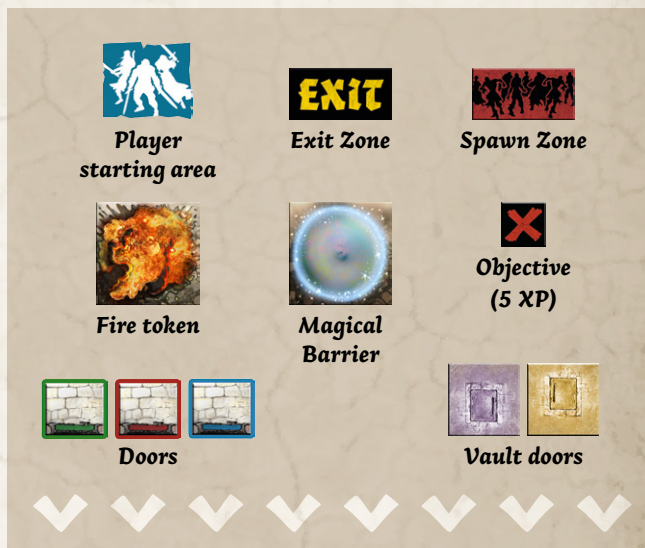 Player
starting area
EXIT
Exit Zone
Spawn Zone
Fire token
Magical
Barrier
Objective
(5 XP)
Doors
Vault doors